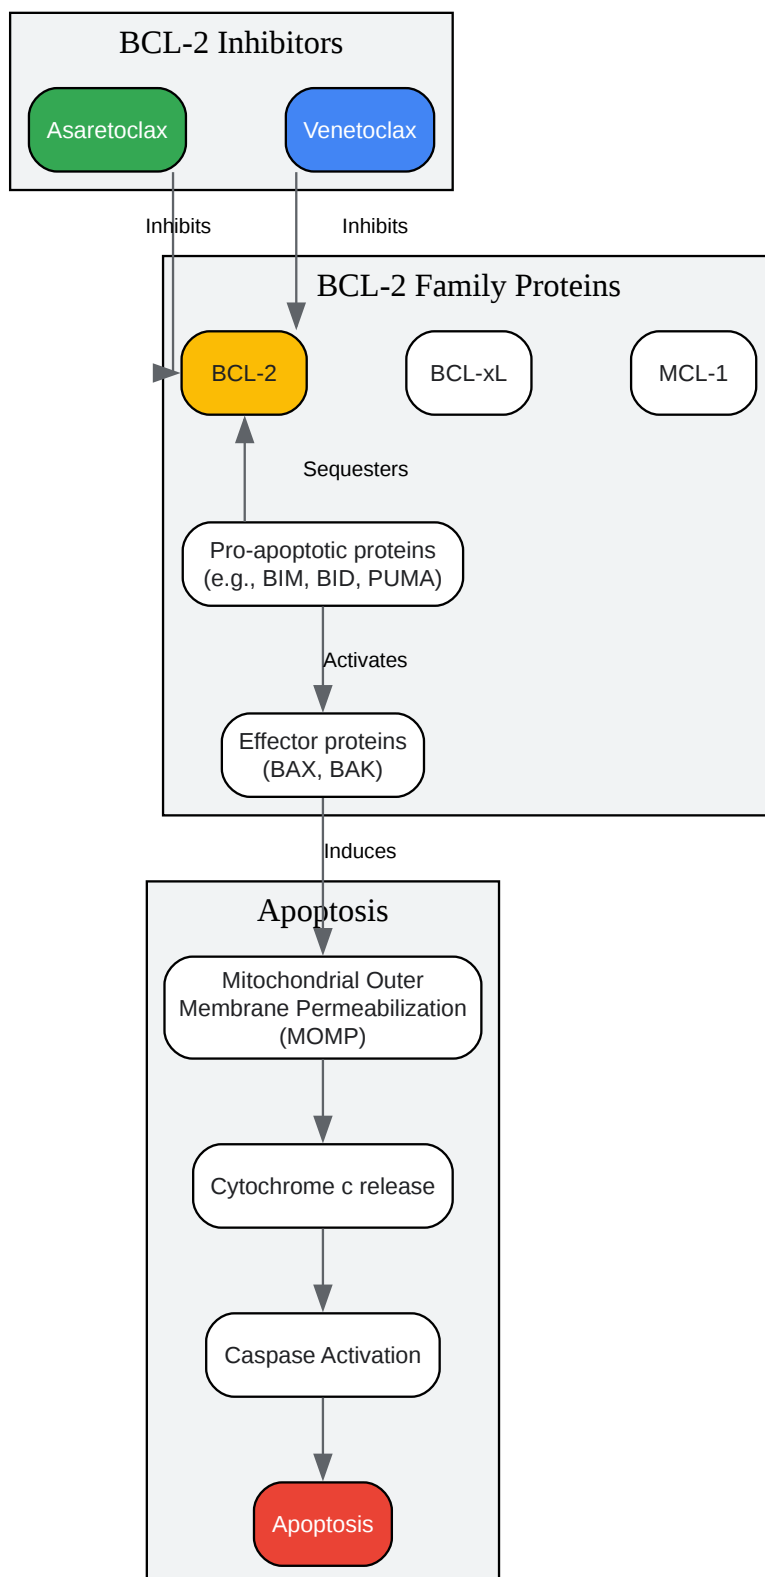 BCL-2 Inhibitors
Asaretoclax
Venetoclax
Inhibits
Inhibits
BCL-2 Family Proteins
BCL-2
BCL-xL
MCL-1
Sequesters
Pro-apoptotic proteins
(e.g., BIM, BID, PUMA)
Activates
Effector proteins
(BAX, BAK)
Induces
Apoptosis
Mitochondrial Outer
Membrane Permeabilization
(MOMP)
Cytochrome c release
Caspase Activation
Apoptosis